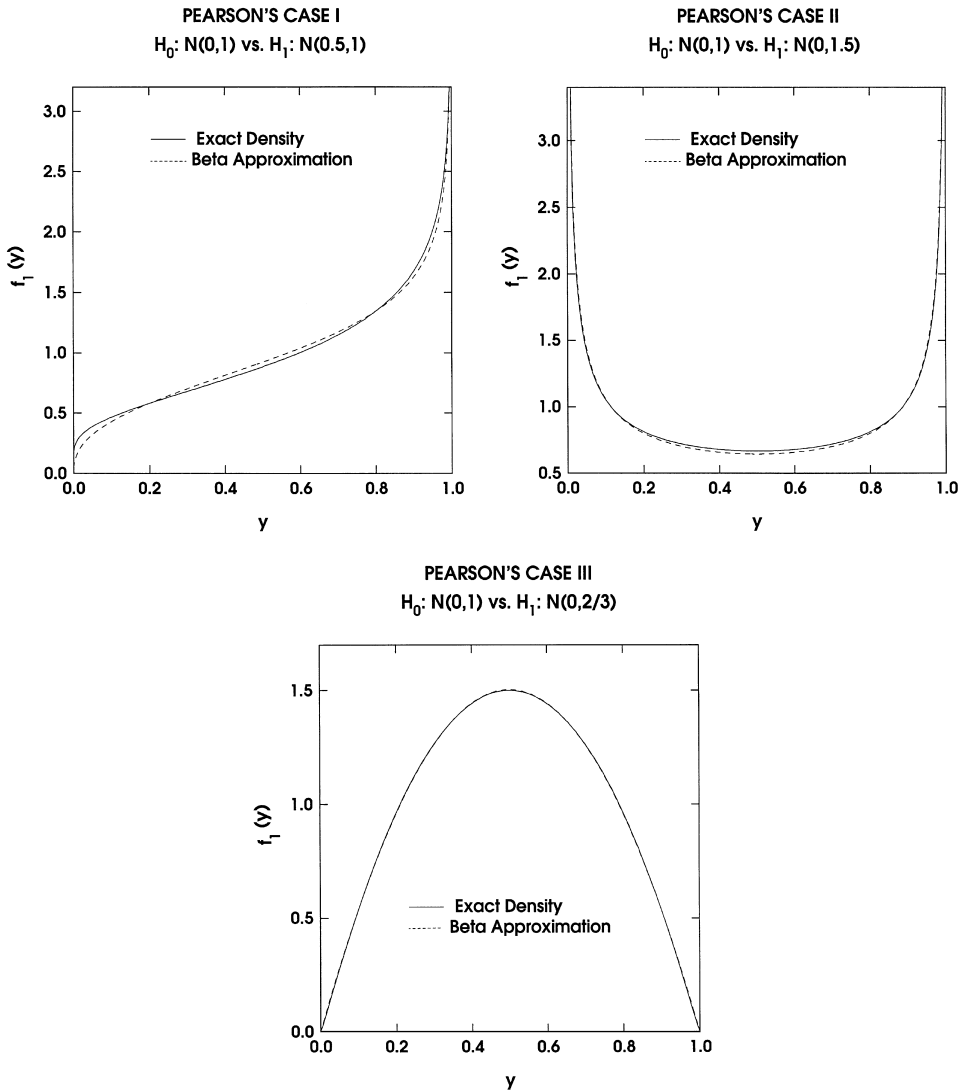 PEARSON'S CASE I
H0: N(0,1) vs. H1: N(0.5,1)
3.0
2.5
2.0
1.5
1.0
0.5
0.0
f1 (y)
Exact Density
Beta Approximation
0.0 0.2 0.4 0.6 0.8 1.0
y
PEARSON'S CASE II
H0: N(0,1) vs. H1: N(0,1.5)
3.0
2.5
2.0
1.5
1.0
0.5
f1 (y)
Exact Density
Beta Approximation
0.0 0.2 0.4 0.6 0.8 1.0
y
PEARSON'S CASE III
H0: N(0,1) vs. H1: N(0,2/3)
1.5
1.0
0.5
0.0
f1 (y)
Exact Density
Beta Approximation
0.0 0.2 0.4 0.6 0.8 1.0
y